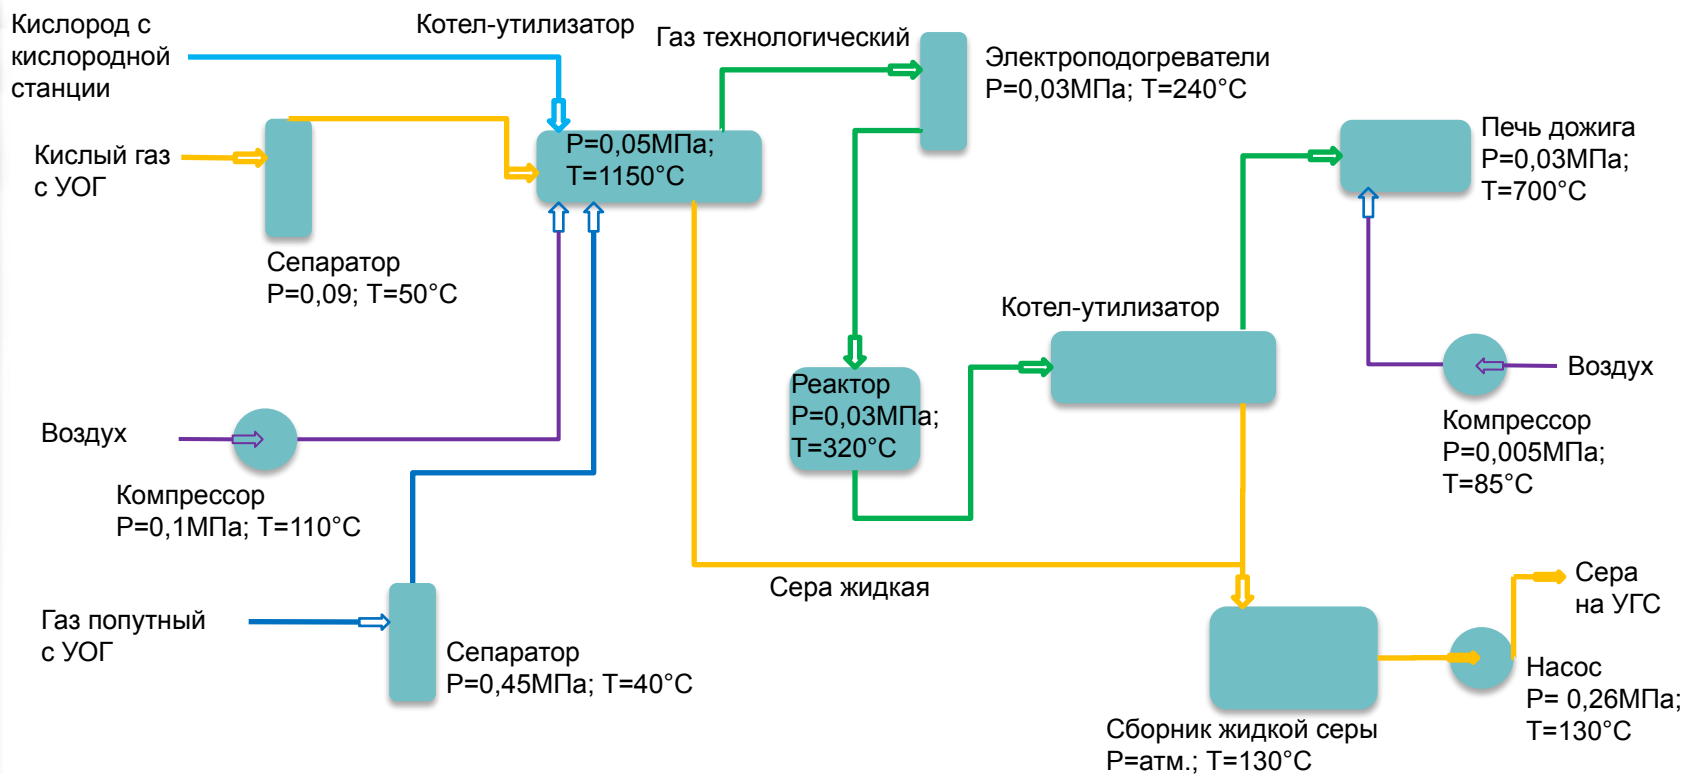 Кислород с
кислородной
станции
Котел-утилизатор
Газ технологический
Электроподогреватели
P=0,03МПа; T=240°C
Печь дожига
P=0,03МПа;
T=700°C
P=0,05МПа;
T=1150°C
Кислый газ
с УОГ
Сепаратор
P=0,09; T=50°C
Котел-утилизатор
Реактор
P=0,03МПа;
T=320°C
Воздух
Компрессор
P=0,005МПа;
T=85°C
Воздух
Компрессор
P=0,1МПа; T=110°C
Сера жидкая
Сера
на УГС
Газ попутный
с УОГ
Сепаратор
P=0,45МПа; T=40°C
Насос
P= 0,26МПа;
T=130°C
Сборник жидкой серы
P=атм.; T=130°C